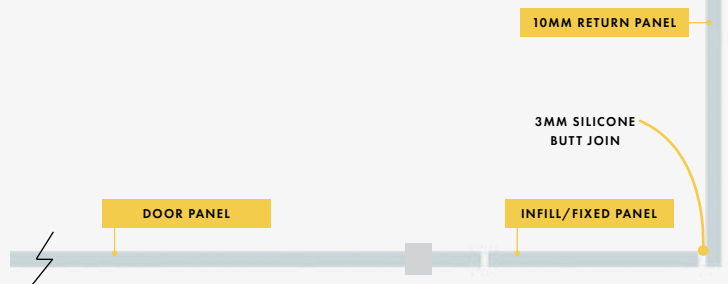 10MM RETURN PANEL
3MM SILICONE
BUTT JOIN
DOOR PANEL
INFILL/FIXED PANEL